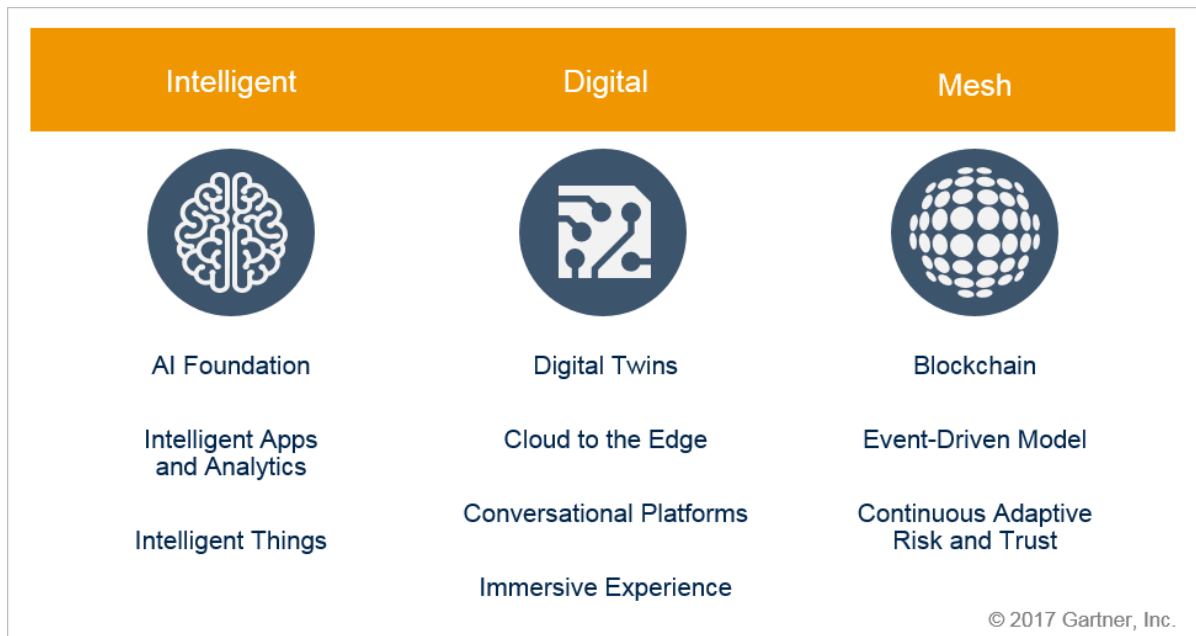 Intelligent
Digital
Mesh
AI Foundation
Digital Twins
Blockchain
Intelligent Apps
and Analytics
Cloud to the Edge
Event-Driven Model
Intelligent Things
Conversational Platforms
Continuous Adaptive
Risk and Trust
Immersive Experience
© 2017 Gartner, Inc.